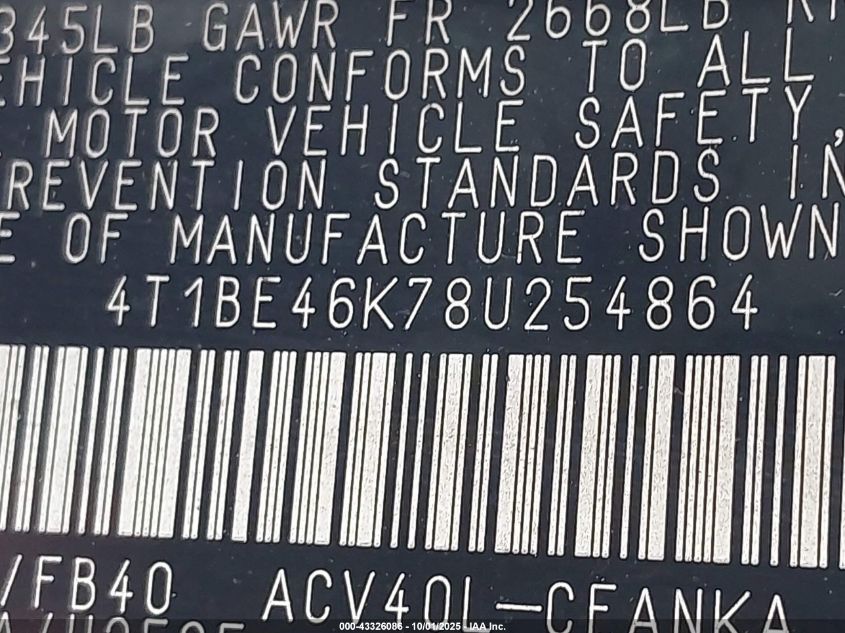 345LB GAWR FR 2668LB
EHICLE CONFORMS TO ALL
MOTOR VEHICLE SAFETY,
REVENTION STANDARDS IN
E OF MANUFACTURE SHOWN
4T1BE46K78U254864
/FB40 ACV40L-CEANKA
000-43326086 - 10/01/2025 - IAA Inc.